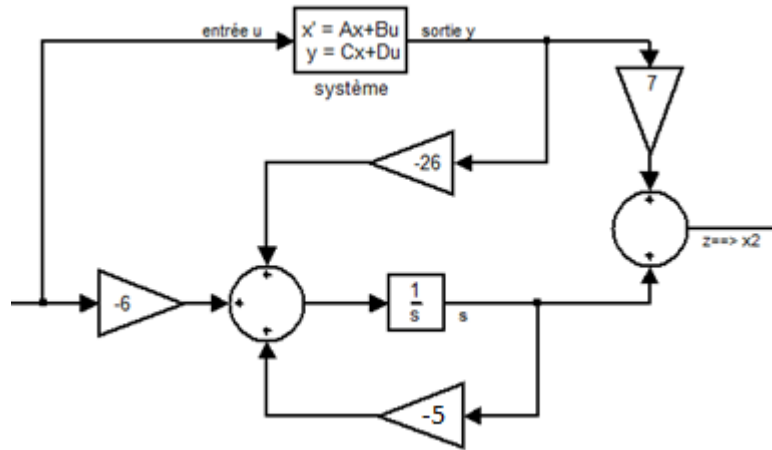 entrée u
x' = Ax+Bu
y = Cx+Du
sortie y
système
7
-26
+
+
z==> x2
+
-6
+
+
+
1
s
s
-5